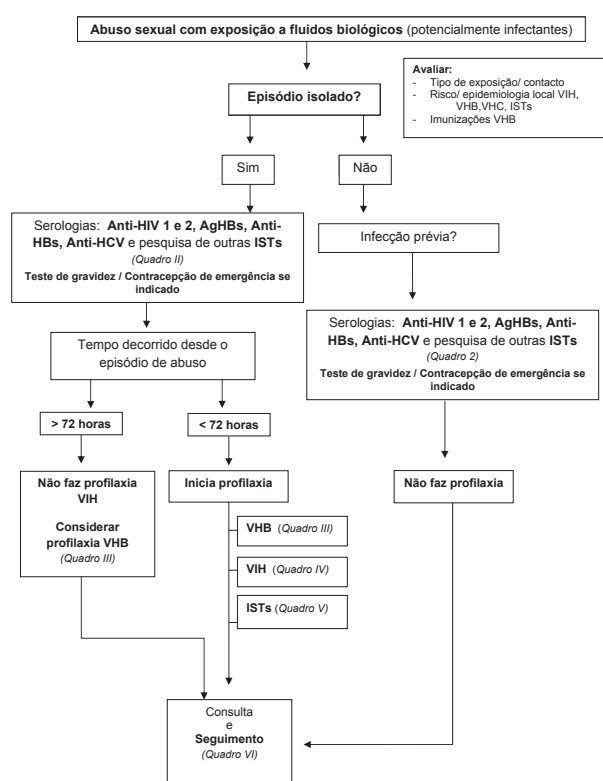 Abuso sexual com exposição a fluidos biológicos (potencialmente infectantes)
Avaliar:
- Tipo de exposição/ contacto
- Risco/ epidemiologia local VIH,
VHB,VHC, ISTs
- Imunizações VHB
Episódio isolado?
Sim
Não
Serologias: Anti-HIV 1 e 2, AgHBs, Anti-
HBs, Anti-HCV e pesquisa de outras ISTs
(Quadro II)
Teste de gravidez / Contracepção de emergência se
indicado
Infecção prévia?
Serologias: Anti-HIV 1 e 2, AgHBs, Anti-
HBs, Anti-HCV e pesquisa de outras ISTs
(Quadro 2)
Teste de gravidez / Contracepção de emergência se
indicado
Tempo decorrido desde o
episódio de abuso
> 72 horas
< 72 horas
Não faz profilaxia
VIH
Considerar
profilaxia VHB
(Quadro III)
Inicia profilaxia
Não faz profilaxia
VHB (Quadro III)
VIH (Quadro IV)
ISTs (Quadro V)
Consulta
e
Seguimento
(Quadro VI)